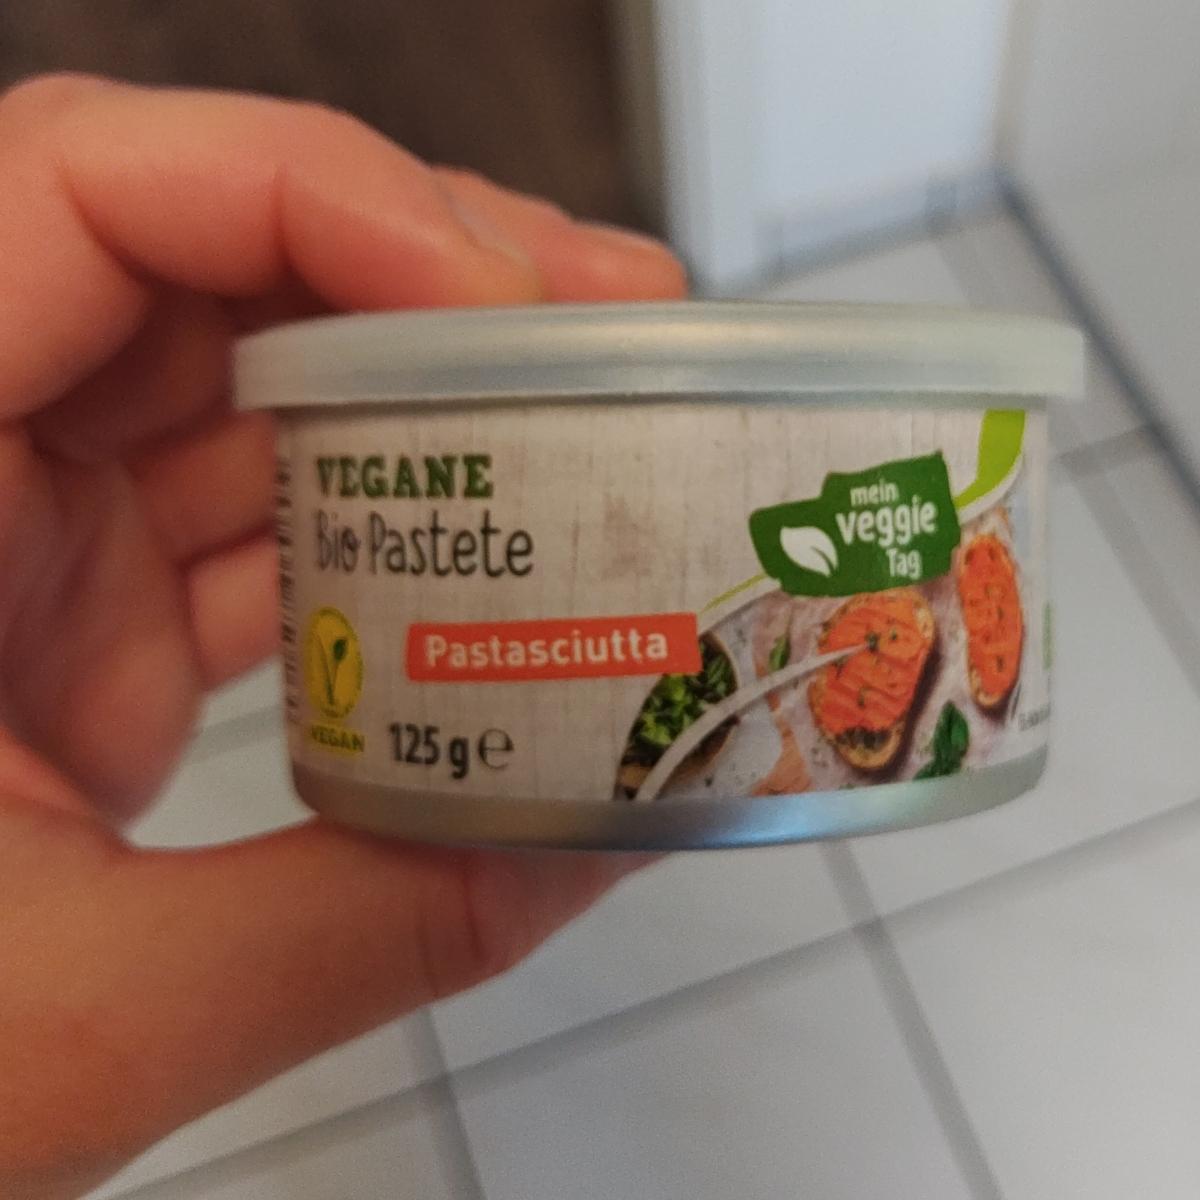 VEGANE
Bio Pastete
mein
veggie
Tag
Pastasciutta
VEGAN
125 g e